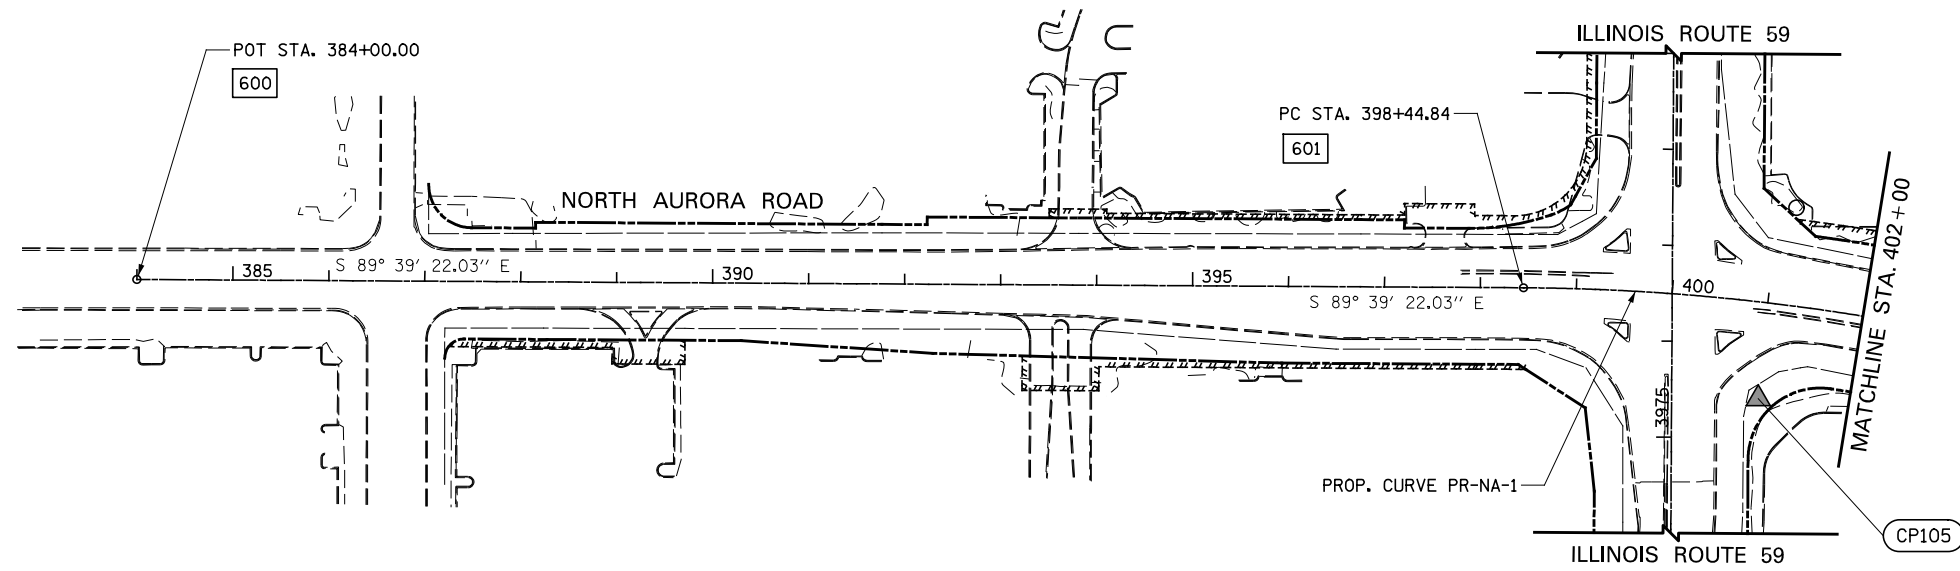 ILLINOIS ROUTE 59
POT STA. 384+00.00
600
PC STA. 398+44.84
601
NORTH AURORA ROAD
385
S 89° 39' 22.03" E
390
395
S 89° 39' 22.03" E
400
MATCHLINE STA. 402+00
3975
PROP. CURVE PR-NA-1
CP105
ILLINOIS ROUTE 59